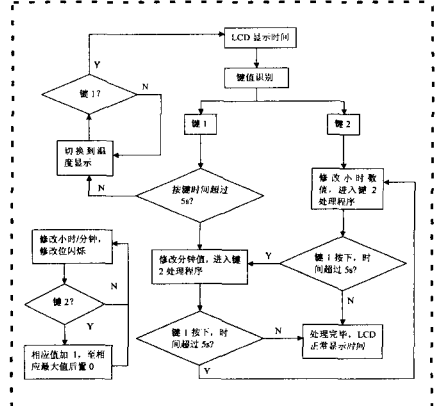 LCD 显示时间
键值识别
键 1
键 2
Y
键 1?
N
切换到温
度显示
N
按键时间超过
5s?
修改小时数
值，进入键 2
处理程序
修改小时/分钟，
修改位闪烁
键 2?
N
Y
相应值加 1，至相
应最大值后置 0
修改分钟值，进入键
2 处理程序
Y
键 1 按下，时
间超过 5s?
N
键 1 按下，时
间超过 5s?
N
Y
处理完毕，LCD
正常显示时间